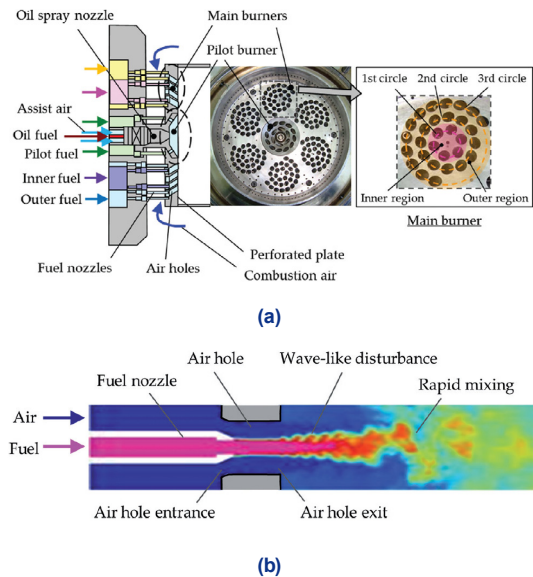 Oil spray nozzle
Main burners
Pilot burner
1st circle 2nd circle 3rd circle
Assist air
Oil fuel
Pilot fuel
Inner fuel
Outer fuel
Inner region
Outer region
Main burner
Fuel nozzles
Air holes
Perforated plate
Combustion air
(a)
Air hole
Wave-like disturbance
Fuel nozzle
Rapid mixing
Air
Fuel
Air hole entrance
Air hole exit
(b)